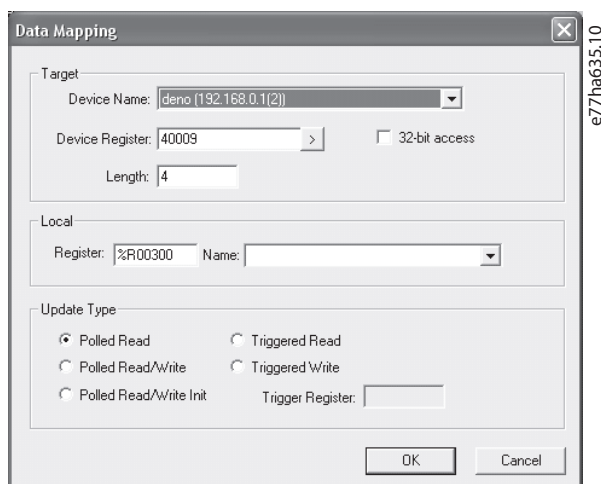 Data Mapping
Target
Device Name: deno (192.168.0.1(2))
Device Register: 40009 > 32-bit access
Length: 4
Local
Register: %R00300 Name:
Update Type
Polled Read Triggered Read
Polled Read/Write Triggered Write
Polled Read/Write Init Trigger Register:
OK Cancel
e77ha635.10